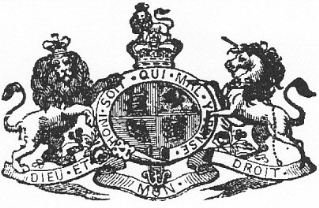 HONI · SOIT · QUI · MAL · Y · PENSE
DIEU · ET
MON
DROIT ·